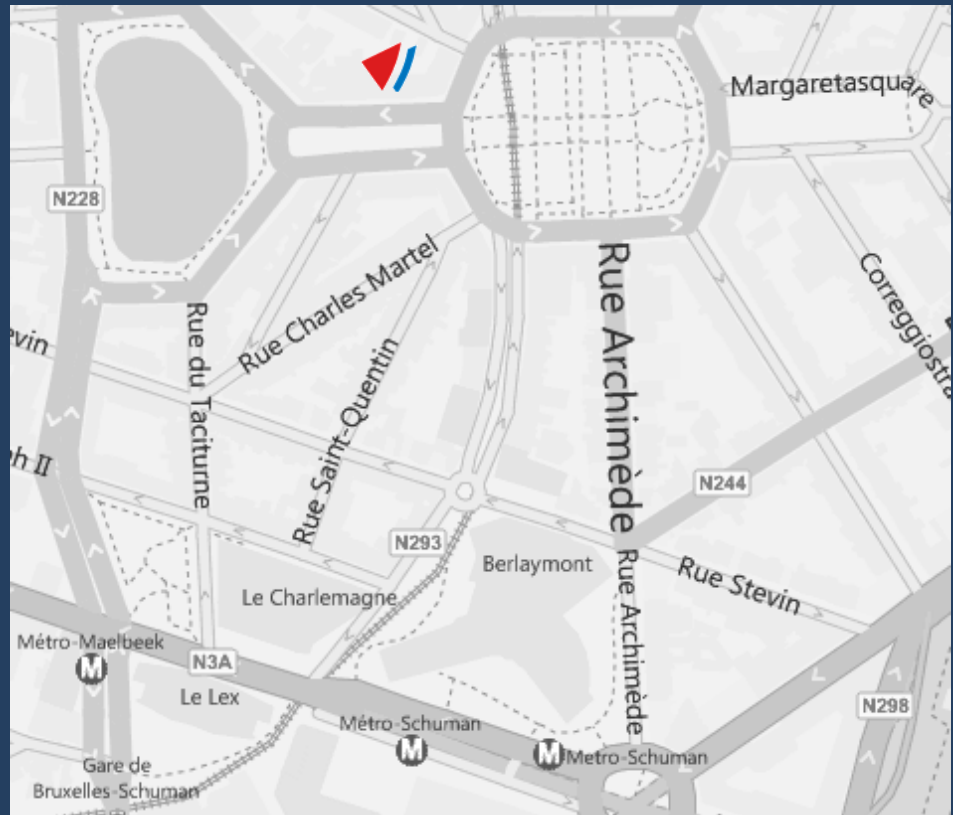 Margaretasquare
N228
Rue Charles Martel
Rue Archimède
Correggiostra
evin
Rue du Taciturne
Rue Saint-Quentin
h II
N244
N293
Berlaymont
Rue Stevin
Rue Archimède
Le Charlemagne
Métro-Maelbeek
M
N3A
Le Lex
N298
Métro-Schuman
M
M
Metro-Schuman
Gare de
Bruxelles-Schuman